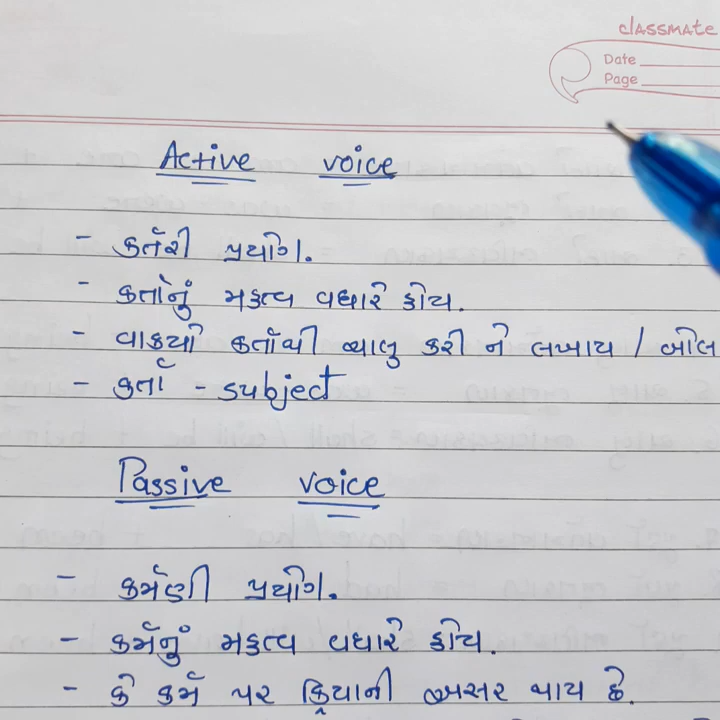 classmate
Date
Page
Active voice
- કર્તરી પ્રયોગ.
- કર્તાનું મહત્વ વધારે હોય.
- વાક્યો કર્તાથી ચાલુ કરી ને લખાય / બોલ
- કર્તા - subject
Passive voice
- કર્મણી પ્રયોગ.
- કર્મનું મહત્વ વધારે હોય.
- કે કર્મ પર ક્રિયાની અસર થાય છે.